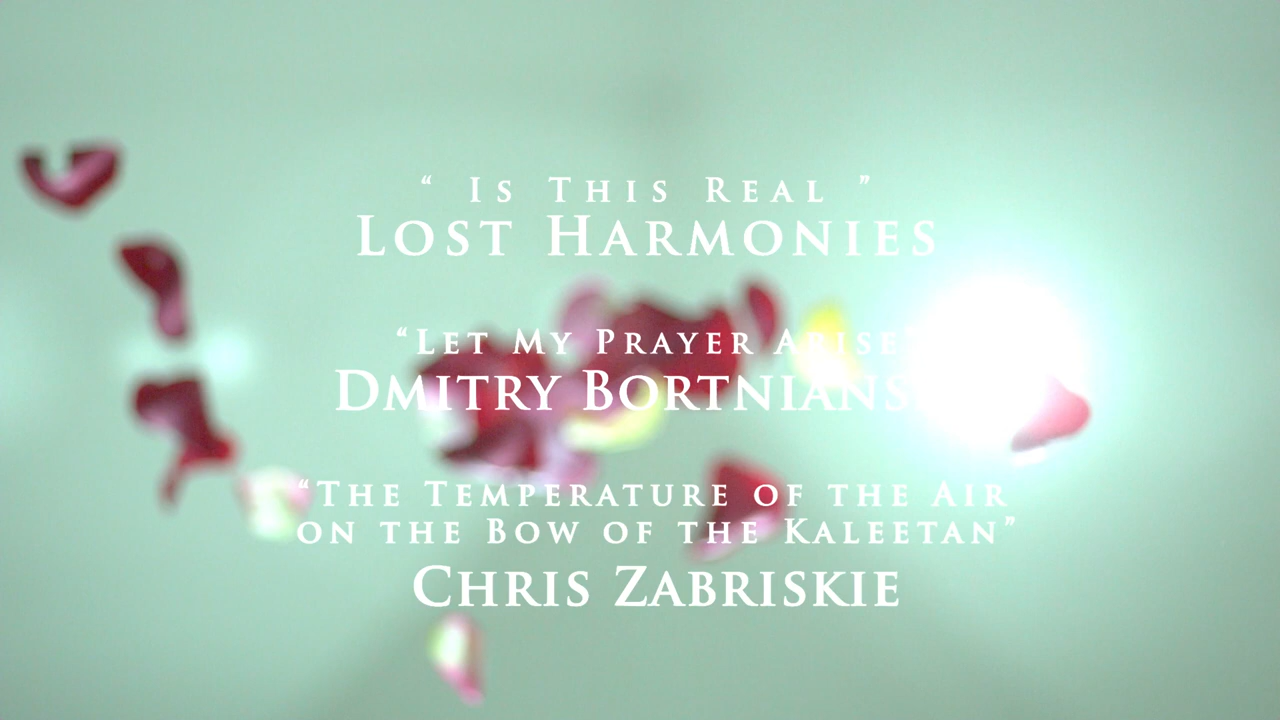 “ Is This Real ”
Lost Harmonies
“Let My Prayer Arise”
Dmitry
“The Temperature of the Air
on the Bow of the Kaleetan”
Chris Zabriskie